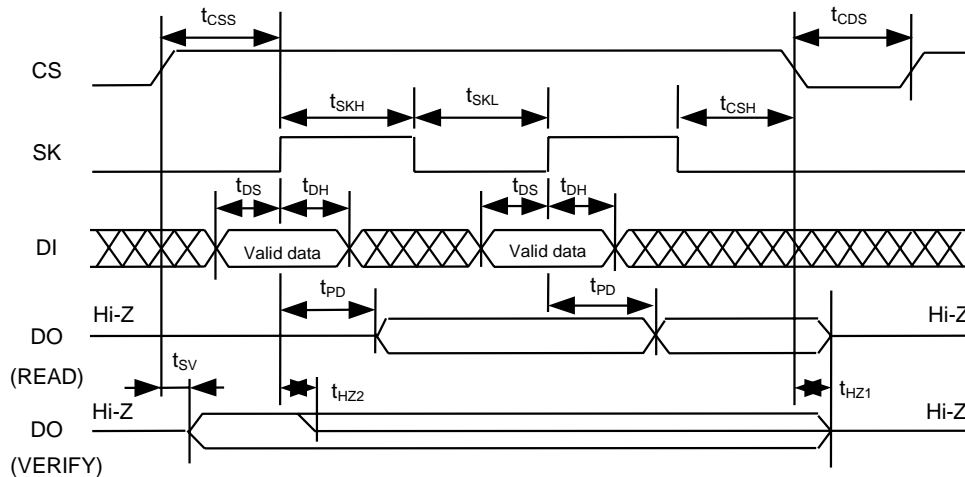 tCSS
tCDS
CS
tSKH
tSKL
tCSH
SK
tDS
tDH
tDS
tDH
DI
Valid data
Valid data
tPD
tPD
Hi-Z
Hi-Z
DO
(READ)
tSV
tHZ2
tHZ1
Hi-Z
Hi-Z
DO
(VERIFY)